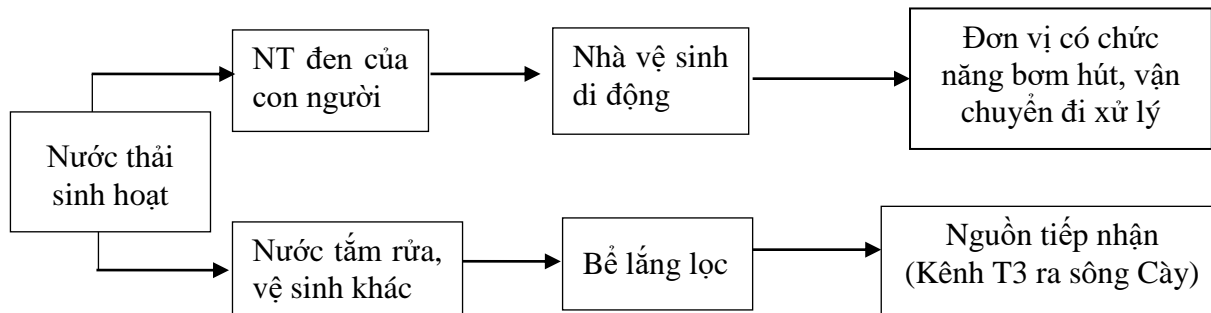 Nước thải
sinh hoạt
NT đen của
con người
Nhà vệ sinh
di động
Đơn vị có chức
năng bơm hút, vận
chuyển đi xử lý
Nước tắm rửa,
vệ sinh khác
Bể lắng lọc
Nguồn tiếp nhận
(Kênh T3 ra sông Cày)